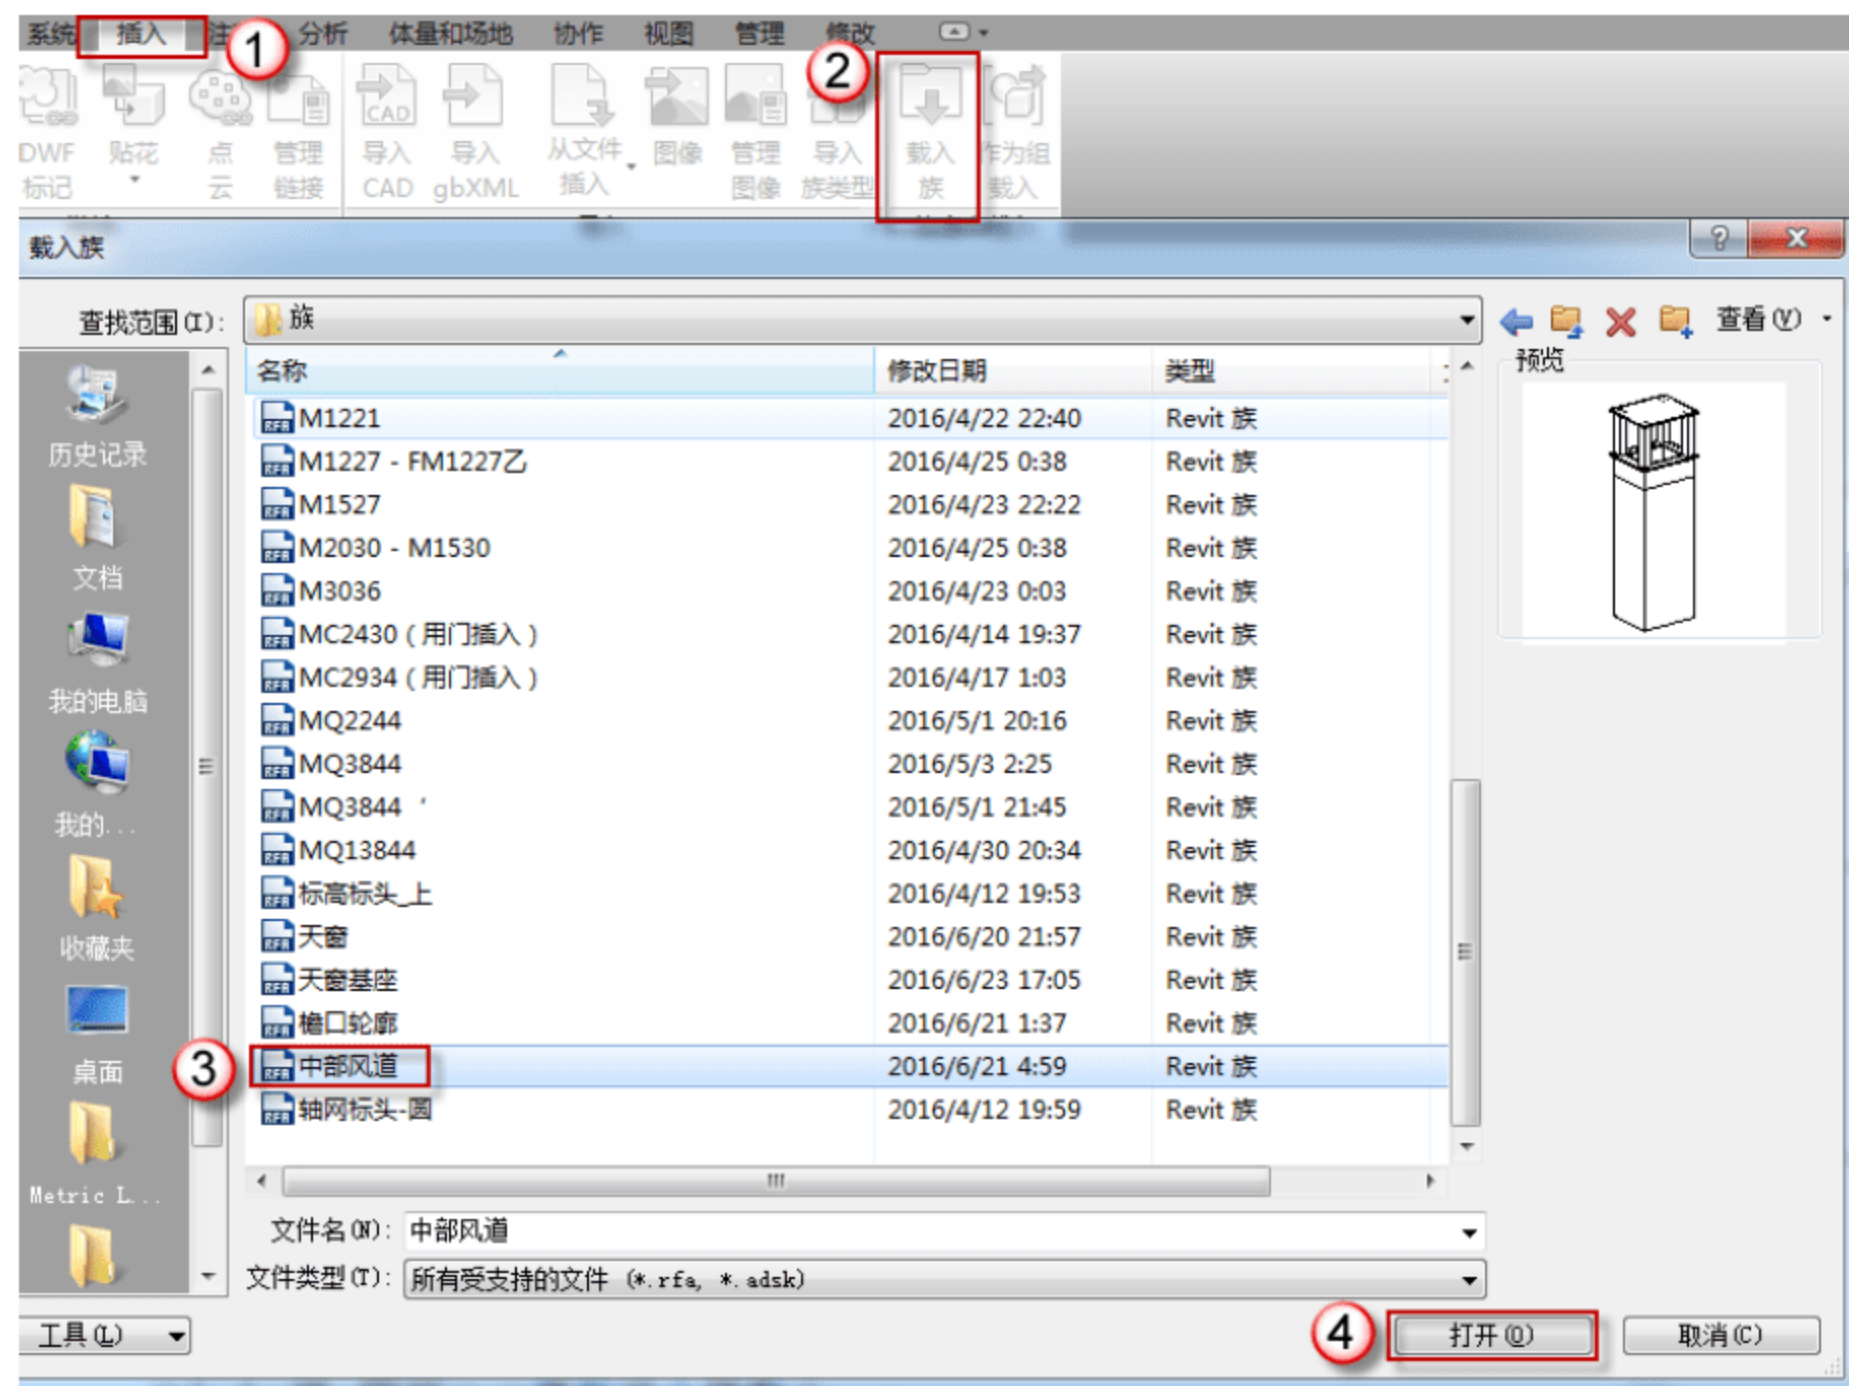 系统 插入 分析 体量和场地 协作 视图 管理 修改
1
2
DWF 标记
贴花
点 云
管理 链接
导入 CAD
导入 gbXML
从文件 插入
图像
管理 图像
导入 族类型
载入 族
作为组 载入
载入族
查找范围(I):
族
查看(V)
历史记录
文档
我的电脑
我的...
收藏夹
桌面
Metric L...
名称 修改日期 类型
M1221 2016/4/22 22:40 Revit 族
M1227 - FM1227乙 2016/4/25 0:38 Revit 族
M1527 2016/4/23 22:22 Revit 族
M2030 - M1530 2016/4/25 0:38 Revit 族
M3036 2016/4/23 0:03 Revit 族
MC2430（用门插入） 2016/4/14 19:37 Revit 族
MC2934（用门插入） 2016/4/17 1:03 Revit 族
MQ2244 2016/5/1 20:16 Revit 族
MQ3844 2016/5/3 2:25 Revit 族
MQ3844 ‘ 2016/5/1 21:45 Revit 族
MQ13844 2016/4/30 20:34 Revit 族
标高标头_上 2016/4/12 19:53 Revit 族
天窗 2016/6/20 21:57 Revit 族
天窗基座 2016/6/23 17:05 Revit 族
檐口轮廓 2016/6/21 1:37 Revit 族
3
中部风道 2016/6/21 4:59 Revit 族
轴网标头-圆 2016/4/12 19:59 Revit 族
预览
文件名(N): 中部风道
文件类型(T): 所有受支持的文件 (*.rfa, *.adsk)
工具(L)
4
打开(O)
取消(C)